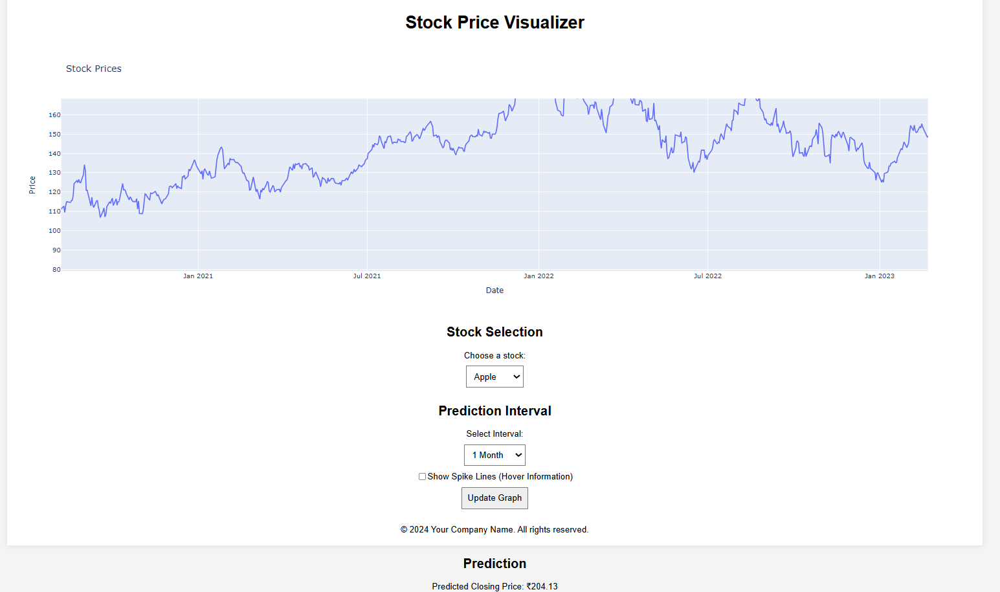 Stock Price Visualizer
Stock Prices
Price
160
150
140
130
120
110
100
90
80
Jan 2021
Jul 2021
Jan 2022
Jul 2022
Jan 2023
Date
Stock Selection
Choose a stock:
Apple
Prediction Interval
Select Interval:
1 Month
Show Spike Lines (Hover Information)
Update Graph
© 2024 Your Company Name. All rights reserved.
Prediction
Predicted Closing Price: ₹204.13